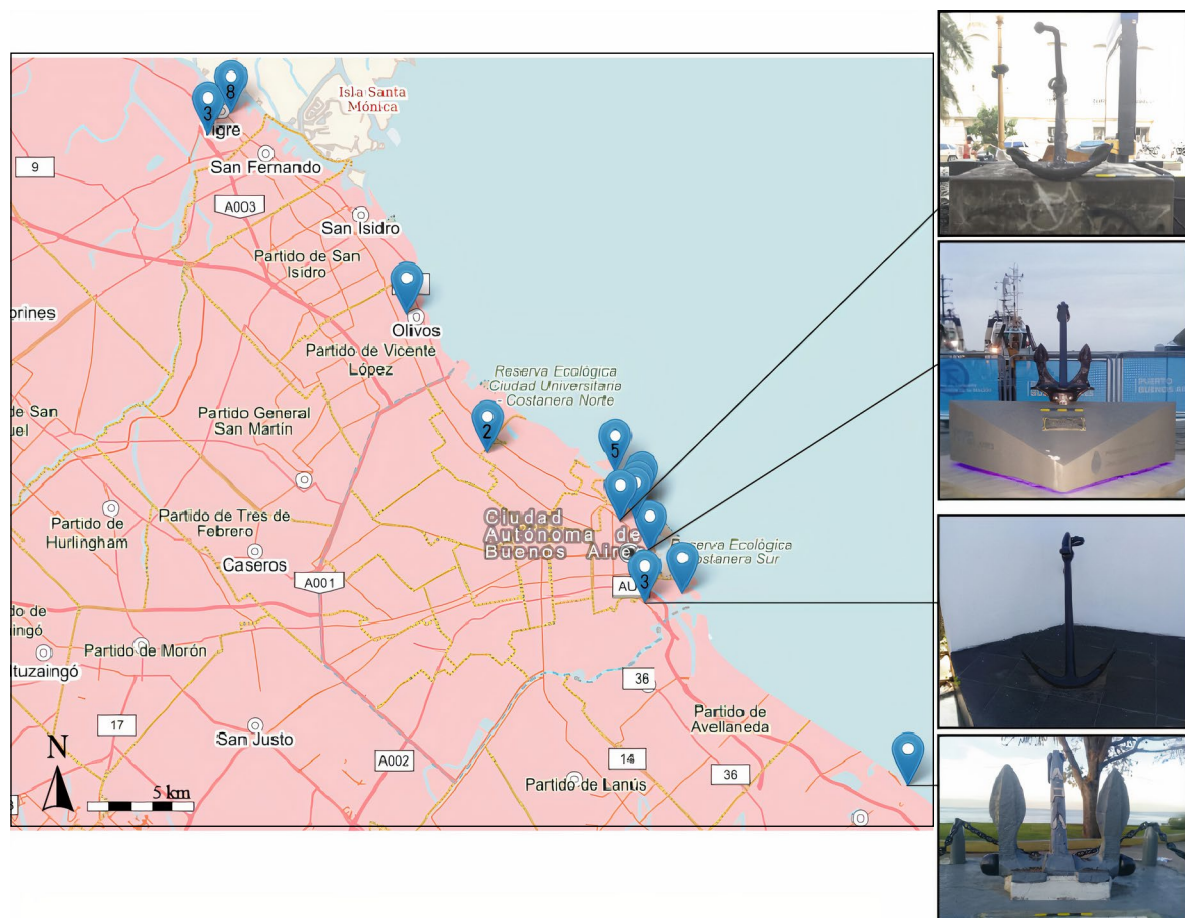 Isla Santa
Mónica
8
3
Tigre
San Fernando
9
A003
San Isidro
Partido de San
Isidro
orines
Olivos
Partido de Vicente
López
Reserva Ecológica
Ciudad Universitaria
- Costanera Norte
de San
uel
Partido General
San Martín
2
5
Partido de Tres de
Febrero
Partido de
Hurlingham
Ciudad
Autónoma de
Buenos Aires
Reserva Ecológica
Costanera Sur
Caseros
A001
AU
3
do de
ingó
Partido de Morón
Ituzaingó
36
17
San Justo
Partido de
Avellaneda
N
A002
14
36
Partido de Lanús
5 km
PUERTO
BUENOS AI